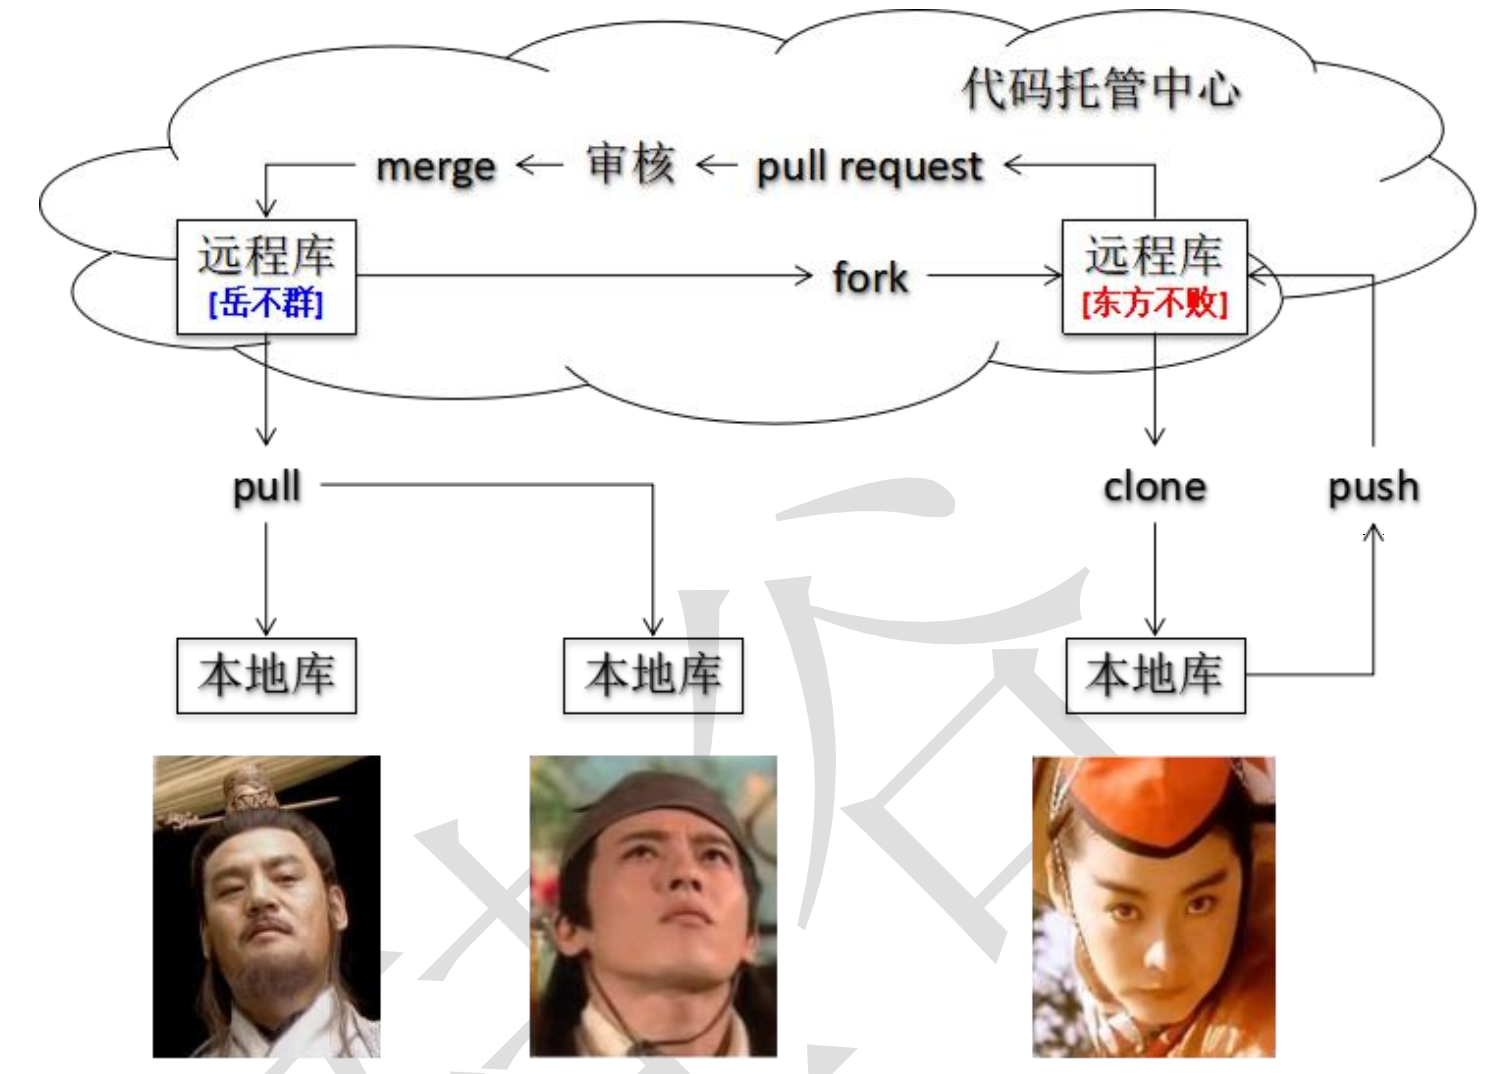 代码托管中心
merge
审核
pull request
远程库
[岳不群]
fork
远程库
[东方不败]
pull
clone
push
本地库
本地库
本地库